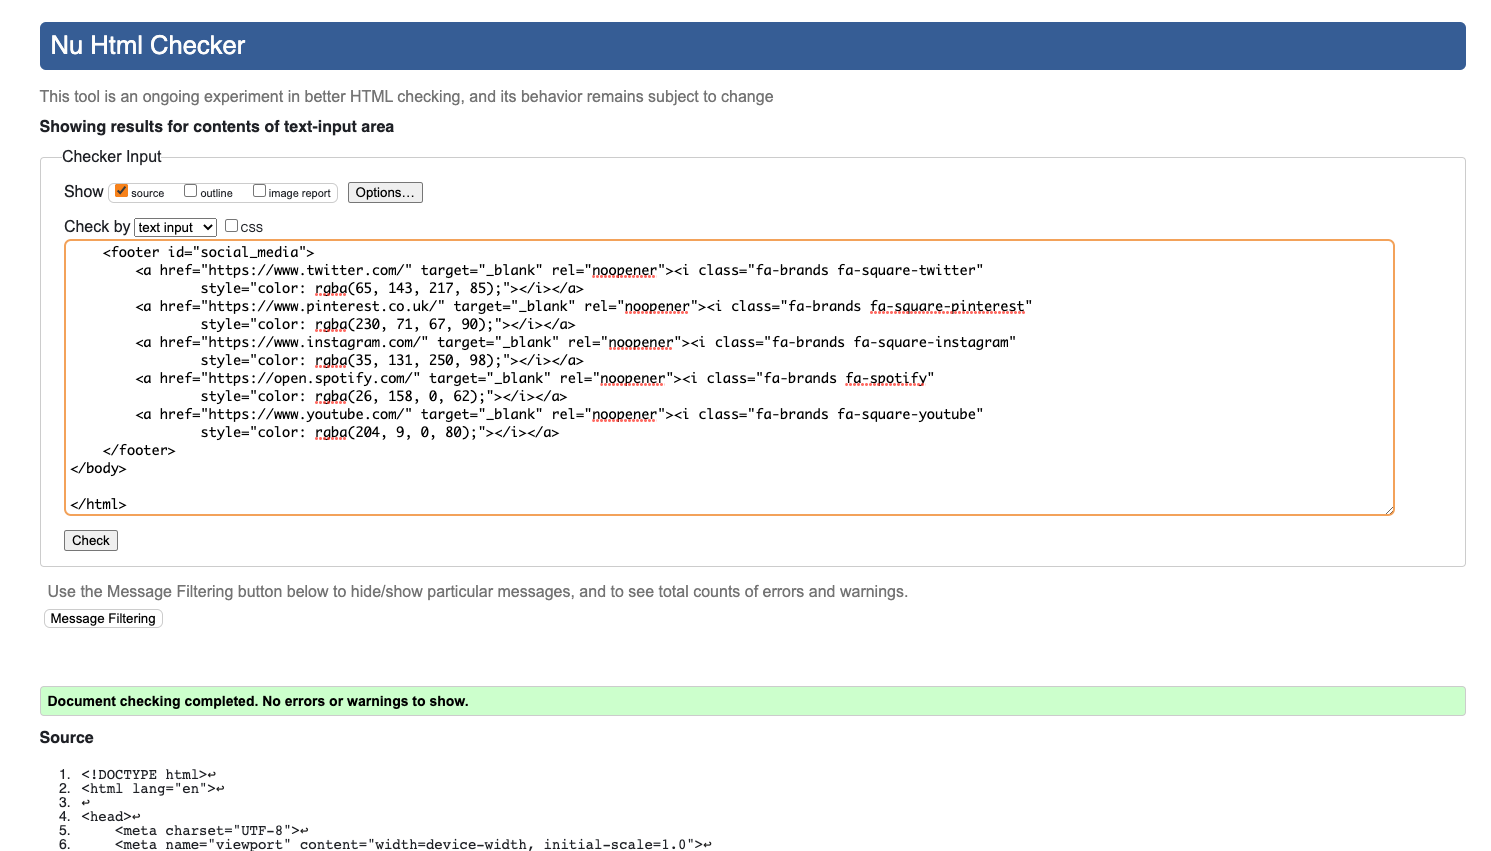 Nu Html Checker
This tool is an ongoing experiment in better HTML checking, and its behavior remains subject to change
Showing results for contents of text-input area
Checker Input
Show source outline image report Options...
Check by text input css
<footer id="social_media">
<a href="https://www.twitter.com/" target="_blank" rel="noopener"><i class="fa-brands fa-square-twitter"
style="color: rgba(65, 143, 217, 85);"></i></a>
<a href="https://www.pinterest.co.uk/" target="_blank" rel="noopener"><i class="fa-brands fa-square-pinterest"
style="color: rgba(230, 71, 67, 90);"></i></a>
<a href="https://www.instagram.com/" target="_blank" rel="noopener"><i class="fa-brands fa-square-instagram"
style="color: rgba(35, 131, 250, 98);"></i></a>
<a href="https://open.spotify.com/" target="_blank" rel="noopener"><i class="fa-brands fa-spotify"
style="color: rgba(26, 158, 0, 62);"></i></a>
<a href="https://www.youtube.com/" target="_blank" rel="noopener"><i class="fa-brands fa-square-youtube"
style="color: rgba(204, 9, 0, 80);"></i></a>
</footer>
</body>
</html>
Check
Use the Message Filtering button below to hide/show particular messages, and to see total counts of errors and warnings.
Message Filtering
Document checking completed. No errors or warnings to show.
Source
1. <!DOCTYPE html>↩
2. <html lang="en">↩
3. ↩
4. <head>↩
5. <meta charset="UTF-8">↩
6. <meta name="viewport" content="width=device-width, initial-scale=1.0">↩